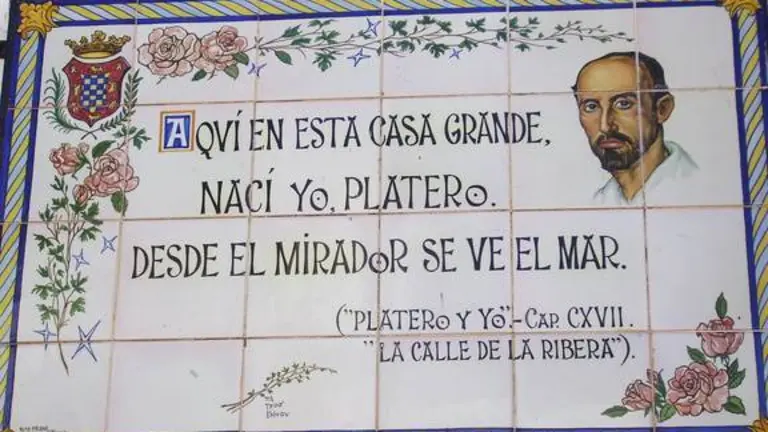 AQVÍ EN ESTA CASA GRANDE,
NACÍ YO, PLATERO.
DESDE EL MIRADOR SE VE EL MAR.
("PLATERO Y YO".-CAP. CXVII.
"LA CALLE DE LA RIBERA").